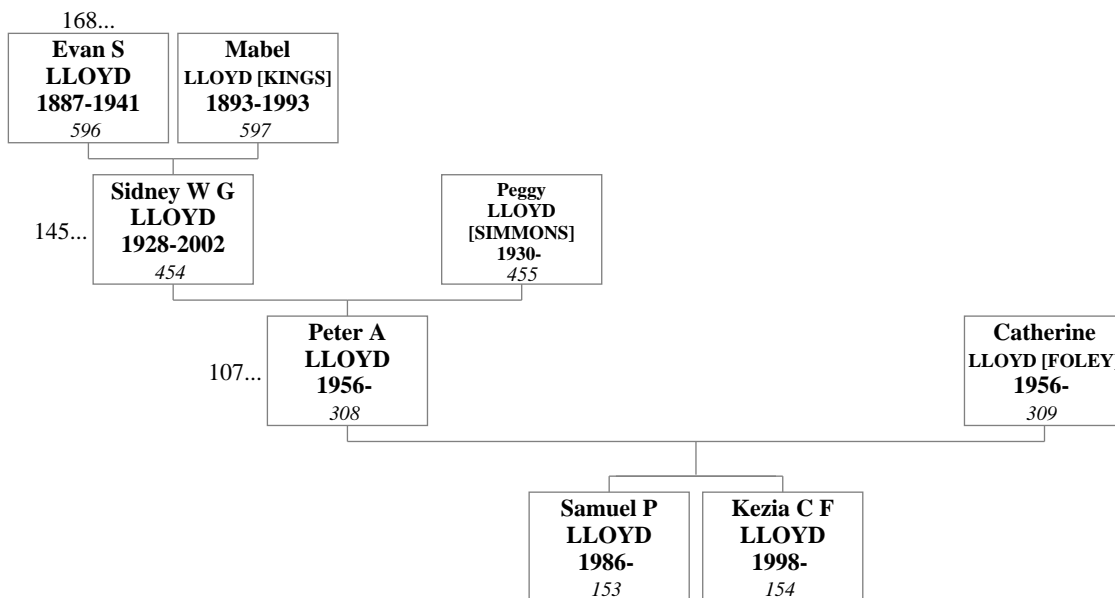 168...
Evan S
LLOYD
1887-1941
596
Mabel
LLOYD [KINGS]
1893-1993
597
145...
Sidney W G
LLOYD
1928-2002
454
Peggy
LLOYD
[SIMMONS]
1930-
455
107...
Peter A
LLOYD
1956-
308
Catherine
LLOYD [FOLEY]
1956-
309
Samuel P
LLOYD
1986-
153
Kezia C F
LLOYD
1998-
154